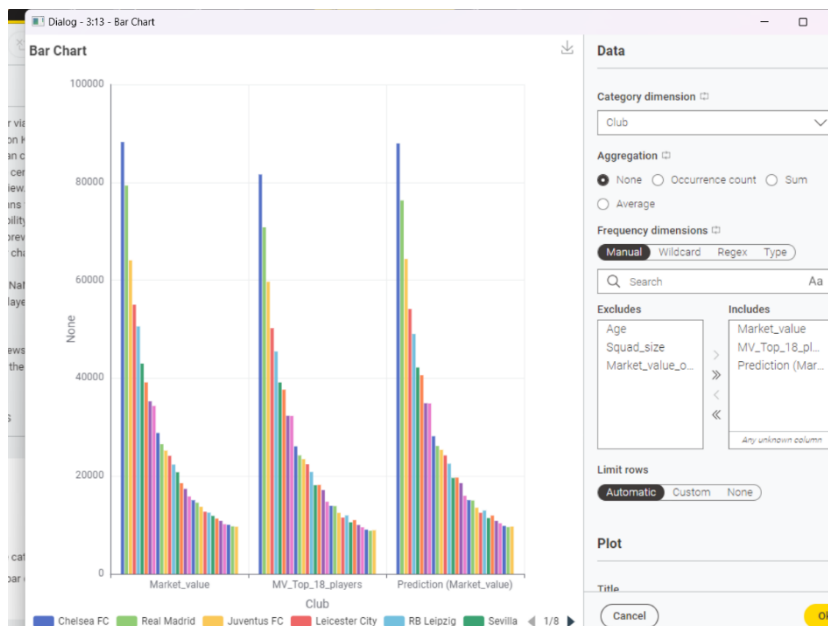 Dialog - 3:13 - Bar Chart
Bar Chart
100000
80000
60000
40000
20000
0
None
Market_value
MV_Top_18_players
Prediction (Market_value)
Club
Chelsea FC
Real Madrid
Juventus FC
Leicester City
RB Leipzig
Sevilla
1/8
Data
Category dimension
Club
Aggregation
None Occurrence count Sum
Average
Frequency dimensions
Manual Wildcard Regex Type
Search Aa
Excludes Includes
Age
Squad_size
Market_value_o...
Market_value
MV_Top_18_pl...
Prediction (Mar...
Any unknown column
Limit rows
Automatic Custom None
Plot
Title
Cancel